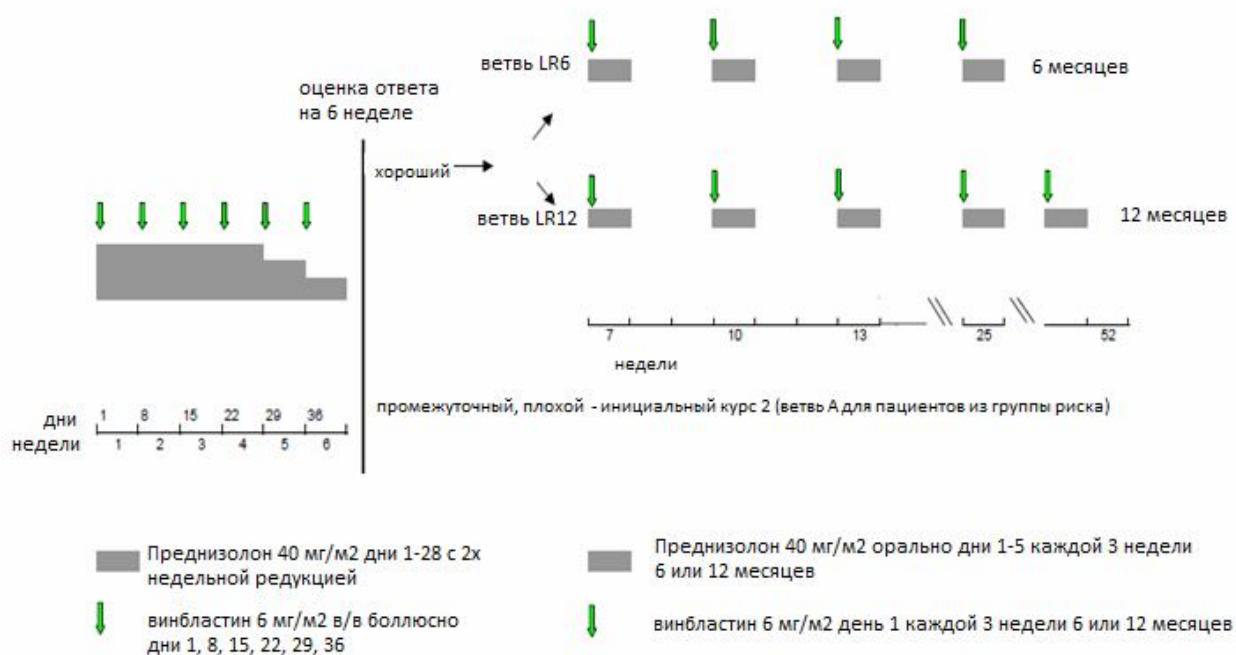 ветвь LR6
6 месяцев
оценка ответа
на 6 неделе
хороший
ветвь LR12
12 месяцев
7 10 13 25 52
недели
промежуточный, плохой - инициальный курс 2 (ветвь А для пациентов из группы риска)
дни 1 8 15 22 29 36
недели 1 2 3 4 5 6
Преднизолон 40 мг/м2 дни 1-28 с 2х
недельной редукцией
винбластин 6 мг/м2 в/в боллюсно
дни 1, 8, 15, 22, 29, 36
Преднизолон 40 мг/м2 орально дни 1-5 каждой 3 недели
6 или 12 месяцев
винбластин 6 мг/м2 день 1 каждой 3 недели 6 или 12 месяцев